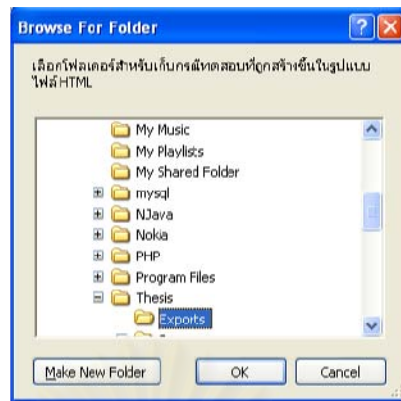 Browse For Folder
เลือกโฟลเดอร์สำหรับเก็บกรณีทดสอบที่ถูกสร้างขึ้นในรูปแบบ
ไฟล์ HTML
My Music
My Playlists
My Shared Folder
mysql
NJava
Nokia
PHP
Program Files
Thesis
Exports
Make New Folder
OK
Cancel